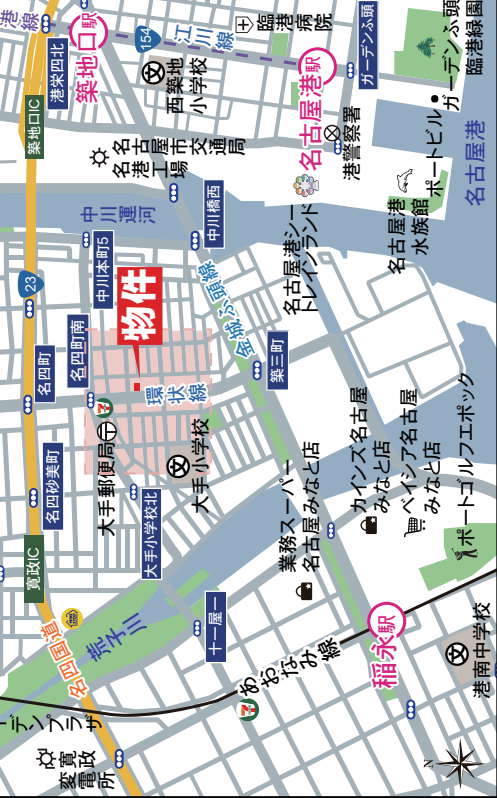 港線
築地口駅
154
江川線
臨港病院
ガーデンふ頭
臨港緑園
ガーデンふ頭
港栄四北
西築地
小学校
名古屋港駅
築地口IC
名古屋市交通局
名港工場
港警察署
ポートビル
名古屋港
中川運河
中川橋西
名古屋港シー
トレインランド
名古屋港
水族館
23
中川本町5
物件
金城ふ頭線
名四町
名四町南
環状線
築三町
大手郵便局
大手小学校
名四砂美町
大手小学校北
業務スーパー
名古屋みなと店
カインズ名古屋
みなと店
ベイシア名古屋
みなと店
ポートゴルフエポック
寛政IC
名四国道
荒子川
十一屋一
あおなみ線
稲永駅
港南中学校
デンプラザ
寛政
変電所
N